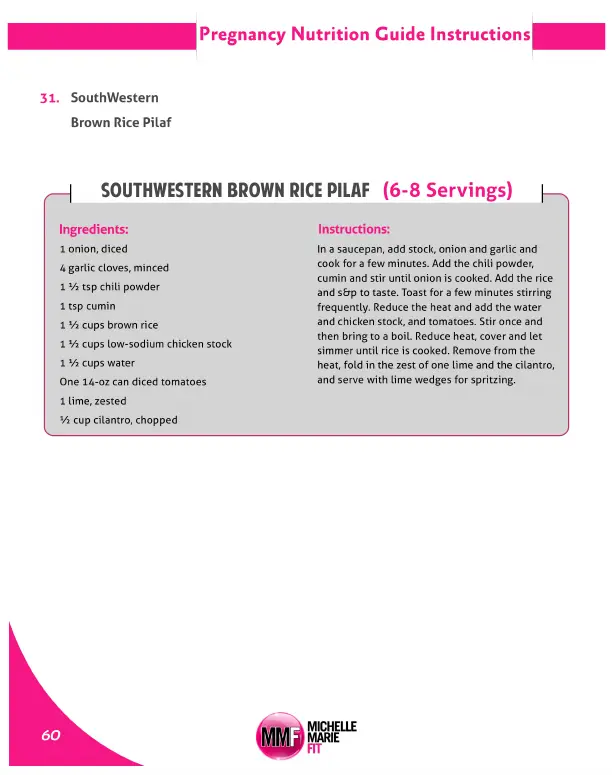 Pregnancy Nutrition Guide Instructions
31. SouthWestern
Brown Rice Pilaf
SOUTHWESTERN BROWN RICE PILAF (6-8 Servings)
Ingredients:
1 onion, diced
4 garlic cloves, minced
1 ½ tsp chili powder
1 tsp cumin
1 ½ cups brown rice
1 ½ cups low-sodium chicken stock
1 ½ cups water
One 14-oz can diced tomatoes
1 lime, zested
½ cup cilantro, chopped
Instructions:
In a saucepan, add stock, onion and garlic and
cook for a few minutes. Add the chili powder,
cumin and stir until onion is cooked. Add the rice
and s&p to taste. Toast for a few minutes stirring
frequently. Reduce the heat and add the water
and chicken stock, and tomatoes. Stir once and
then bring to a boil. Reduce heat, cover and let
simmer until rice is cooked. Remove from the
heat, fold in the zest of one lime and the cilantro,
and serve with lime wedges for spritzing.
60
MMF
MICHELLE
MARIE
FIT